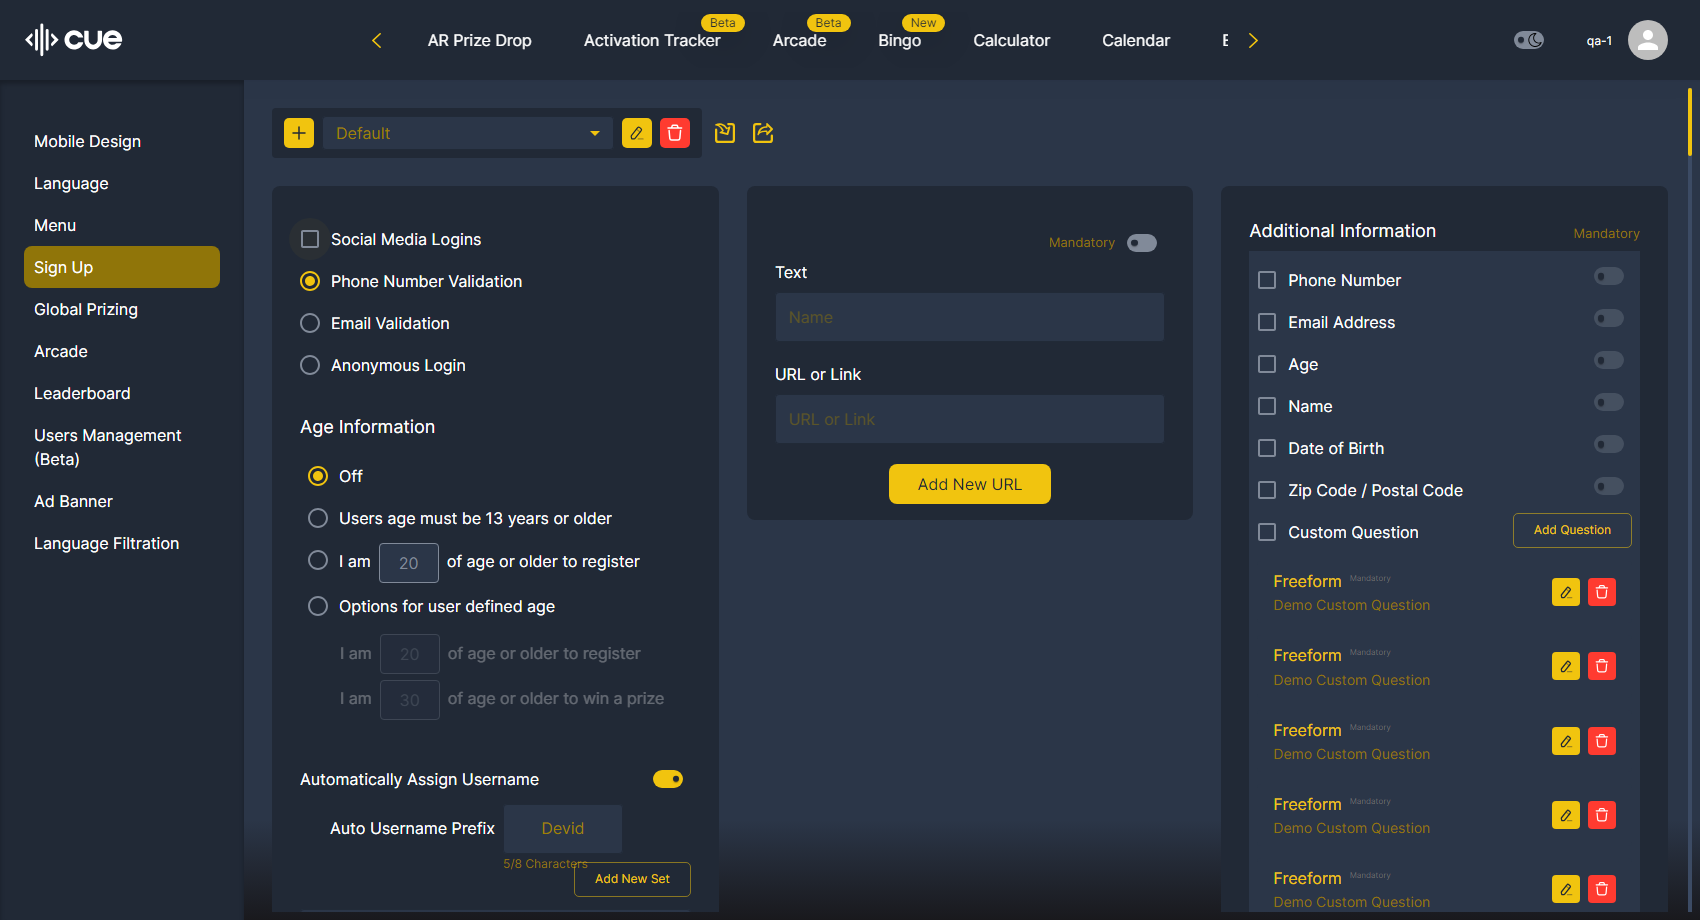 cue
AR Prize Drop
Activation Tracker
Beta
Arcade
Beta
Bingo
New
Calculator
Calendar
qa-1
Mobile Design
Language
Menu
Sign Up
Global Prizing
Arcade
Leaderboard
Users Management
(Beta)
Ad Banner
Language Filtration
Default
Social Media Logins
Phone Number Validation
Email Validation
Anonymous Login
Age Information
Off
Users age must be 13 years or older
I am 20 of age or older to register
Options for user defined age
I am 20 of age or older to register
I am 30 of age or older to win a prize
Automatically Assign Username
Auto Username Prefix Devid
5/8 Characters
Add New Set
Mandatory
Text
Name
URL or Link
URL or Link
Add New URL
Additional Information Mandatory
Phone Number
Email Address
Age
Name
Date of Birth
Zip Code / Postal Code
Custom Question Add Question
Freeform Mandatory
Demo Custom Question
Freeform Mandatory
Demo Custom Question
Freeform Mandatory
Demo Custom Question
Freeform Mandatory
Demo Custom Question
Freeform Mandatory
Demo Custom Question